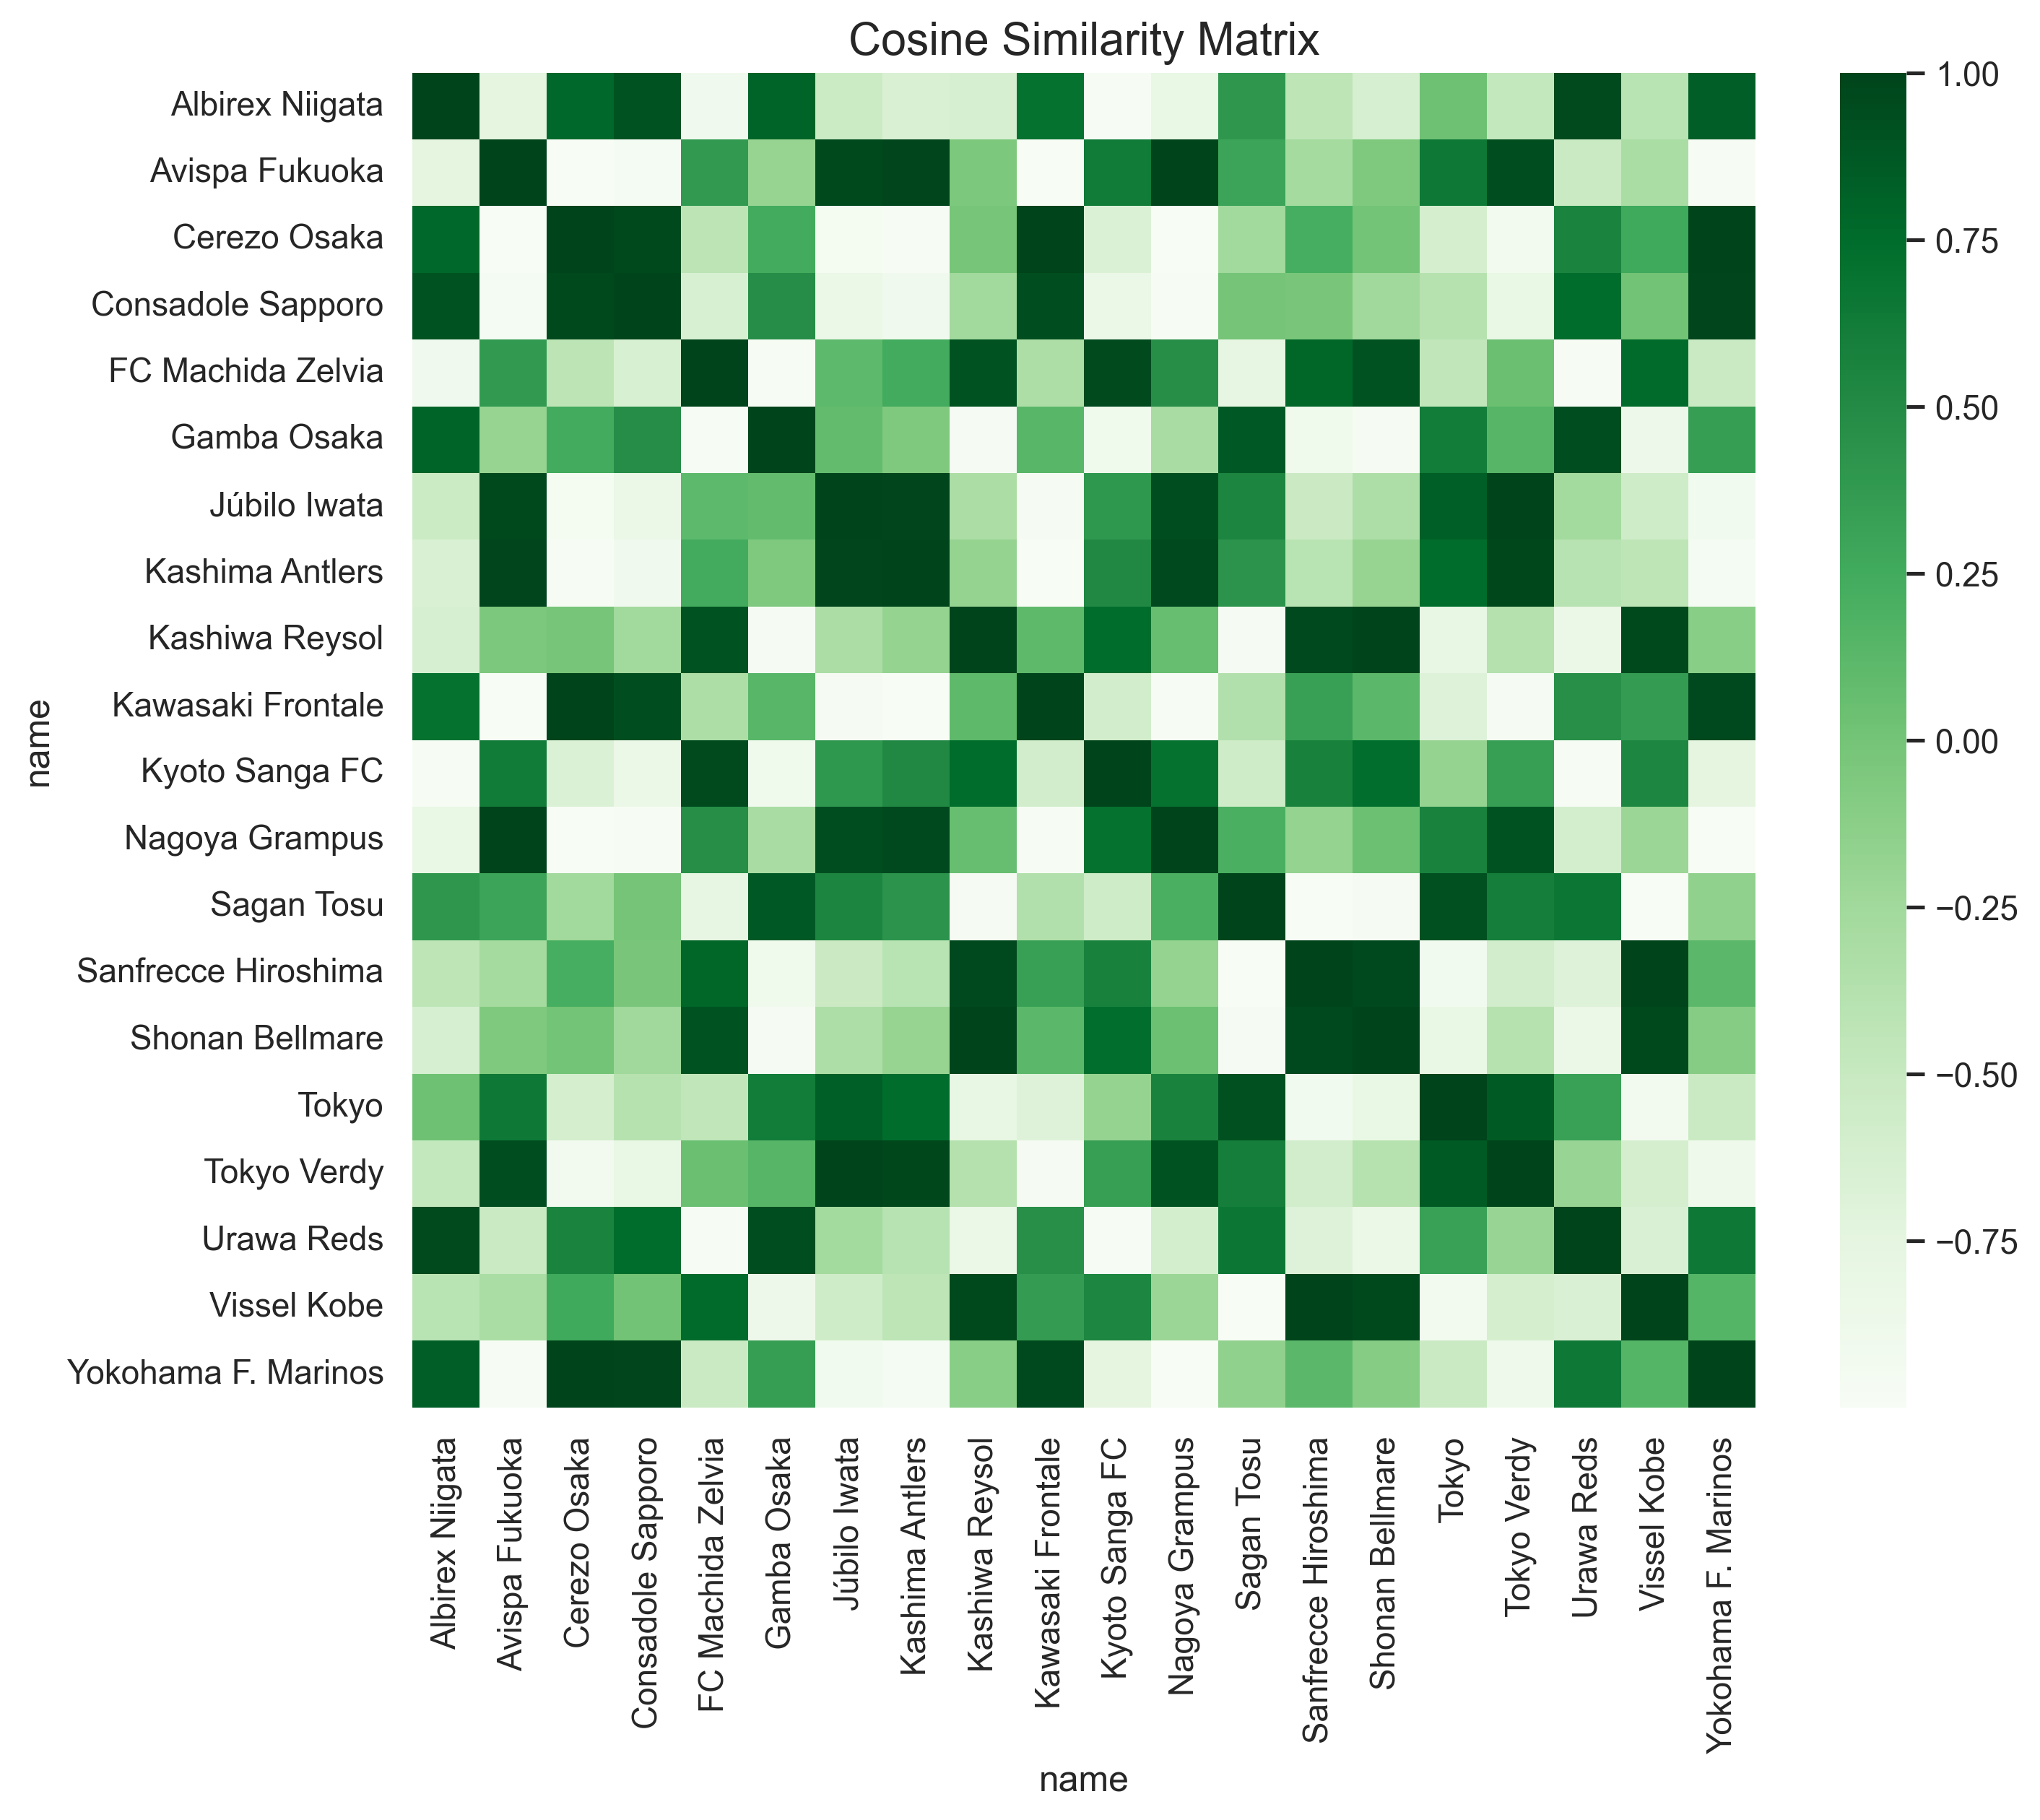 Cosine Similarity Matrix
Albirex Niigata
Avispa Fukuoka
Cerezo Osaka
Consadole Sapporo
FC Machida Zelvia
Gamba Osaka
Júbilo Iwata
Kashima Antlers
Kashiwa Reysol
Kawasaki Frontale
Kyoto Sanga FC
Nagoya Grampus
Sagan Tosu
Sanfrecce Hiroshima
Shonan Bellmare
Tokyo
Tokyo Verdy
Urawa Reds
Vissel Kobe
Yokohama F. Marinos
name
Albirex Niigata
Avispa Fukuoka
Cerezo Osaka
Consadole Sapporo
FC Machida Zelvia
Gamba Osaka
Júbilo Iwata
Kashima Antlers
Kashiwa Reysol
Kawasaki Frontale
Kyoto Sanga FC
Nagoya Grampus
Sagan Tosu
Sanfrecce Hiroshima
Shonan Bellmare
Tokyo
Tokyo Verdy
Urawa Reds
Vissel Kobe
Yokohama F. Marinos
name
1.00
0.75
0.50
0.25
0.00
−0.25
−0.50
−0.75